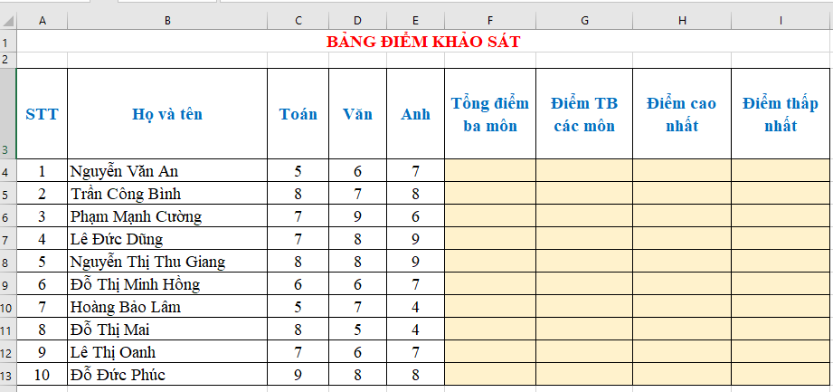 A B C D E F G H I
1 BẢNG ĐIỂM KHẢO SÁT
2
3 STT Họ và tên Toán Văn Anh Tổng điểm ba môn Điểm TB các môn Điểm cao nhất Điểm thấp nhất
4 1 Nguyễn Văn An 5 6 7
5 2 Trần Công Bình 8 7 8
6 3 Phạm Mạnh Cường 7 9 6
7 4 Lê Đức Dũng 7 8 9
8 5 Nguyễn Thị Thu Giang 8 8 9
9 6 Đỗ Thị Minh Hồng 6 6 7
10 7 Hoàng Bảo Lâm 5 7 4
11 8 Đỗ Thị Mai 8 5 4
12 9 Lê Thị Oanh 7 6 7
13 10 Đỗ Đức Phúc 9 8 8